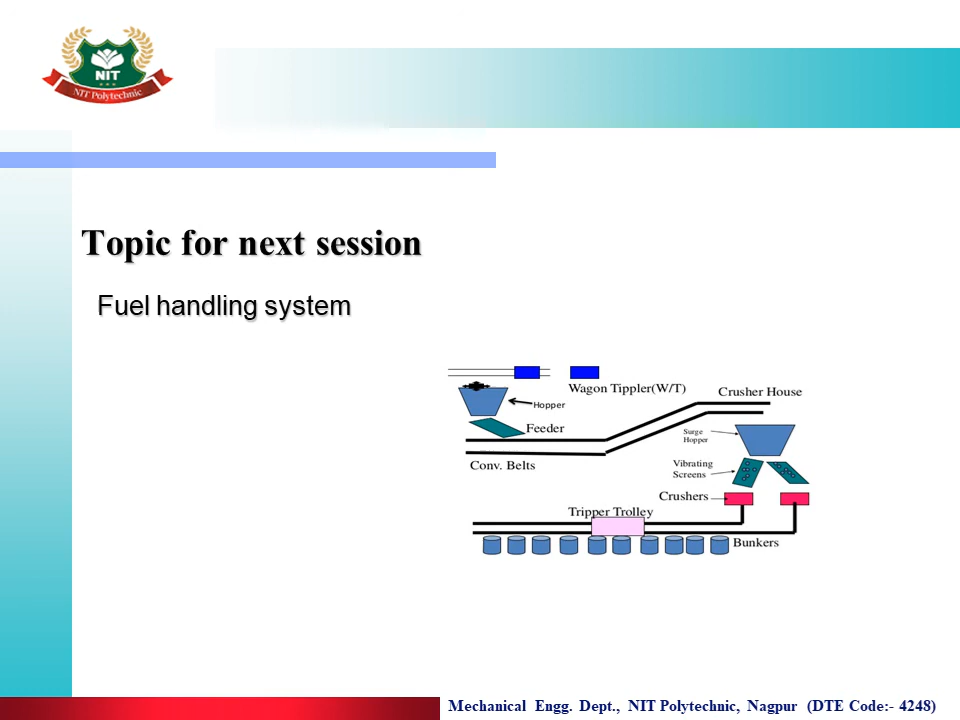 NIT
NIT Polytechnic
Topic for next session
Fuel handling system
Wagon Tippler(W/T)
Crusher House
Hopper
Feeder
Surge
Hopper
Conv. Belts
Vibrating
Screens
Crushers
Tripper Trolley
Bunkers
Mechanical Engg. Dept., NIT Polytechnic, Nagpur (DTE Code:- 4248)